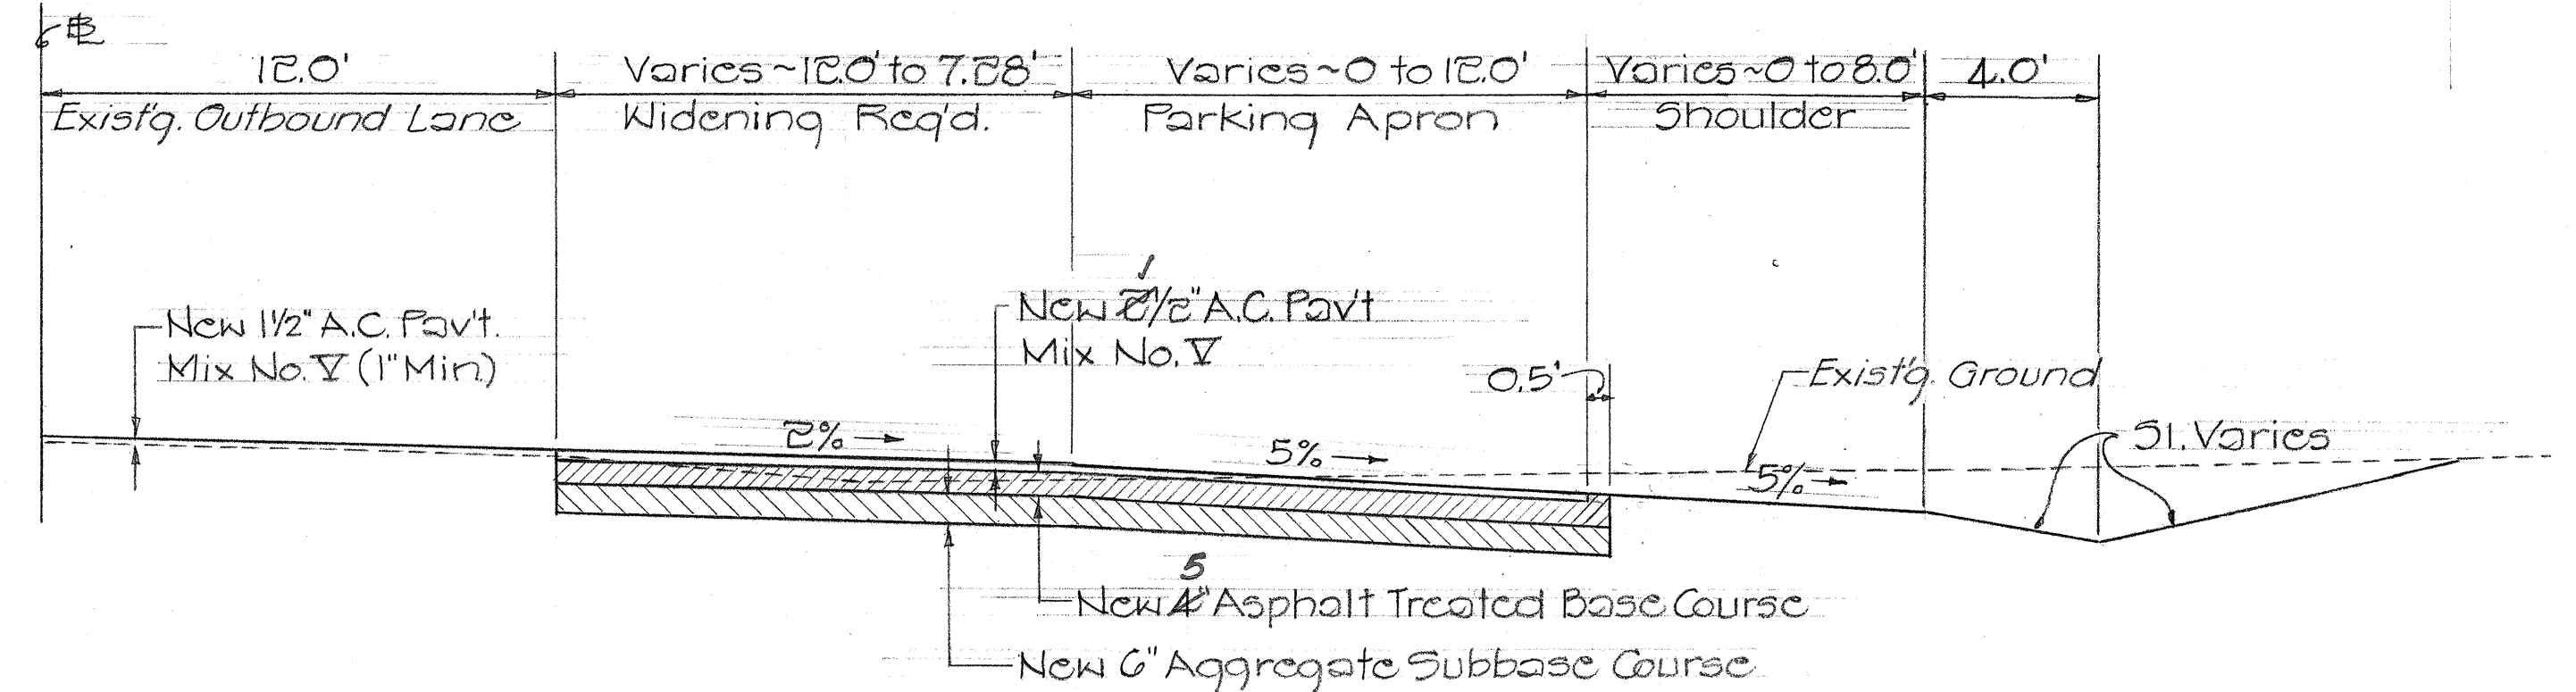 BL
12.0'
Varies~12.0' to 7.28'
Varies~0 to 12.0'
Varies~0 to 8.0'
4.0'
Exist'g. Outbound Lane
Widening Req'd.
Parking Apron
Shoulder
New 1½" A.C. Pav't.
Mix No. V (1" Min.)
1
New 2½" A.C. Pav't
Mix No. V
0.5'
Exist'g. Ground
Sl. Varies
2%
5%
5%
5
New 4" Asphalt Treated Base Course
New 6" Aggregate Subbase Course